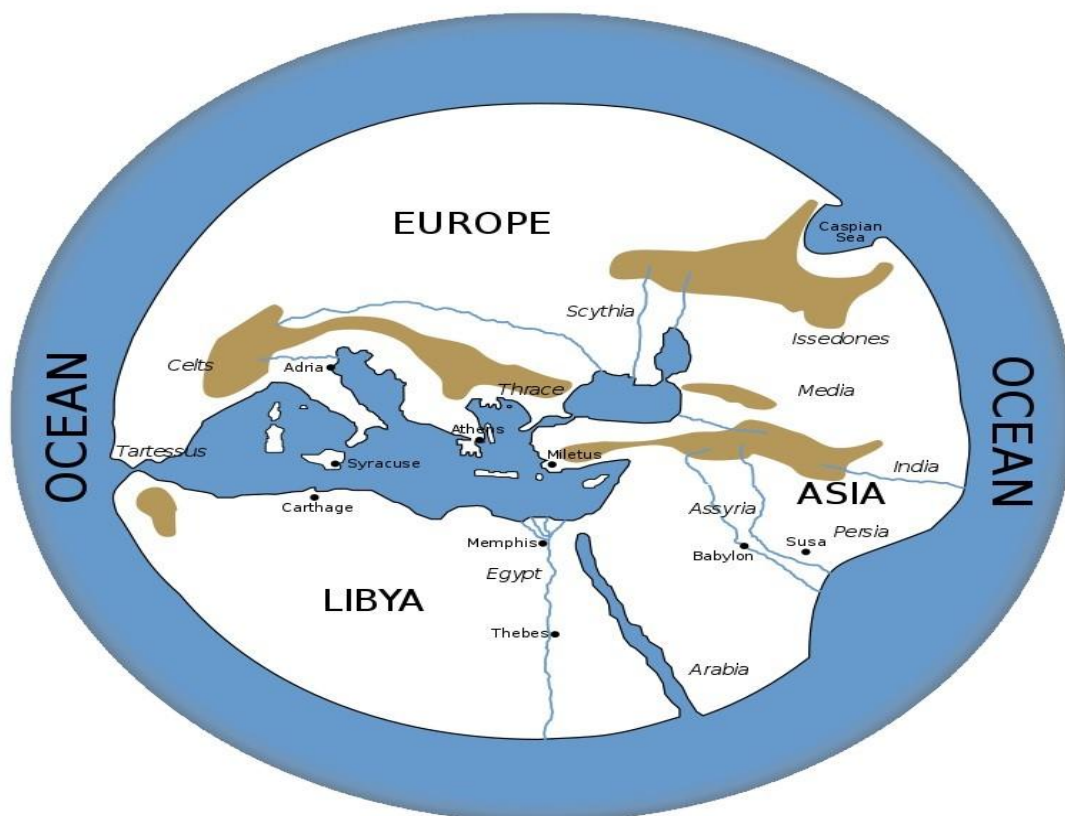 EUROPE
Caspian
Sea
Scythia
Issedones
OCEAN
Celts
Adria
Thrace
Media
OCEAN
Athens
Tartessus
Syracuse
Miletus
India
ASIA
Carthage
Assyria
Persia
Memphis
Susa
Babylon
Egypt
LIBYA
Thebes
Arabia